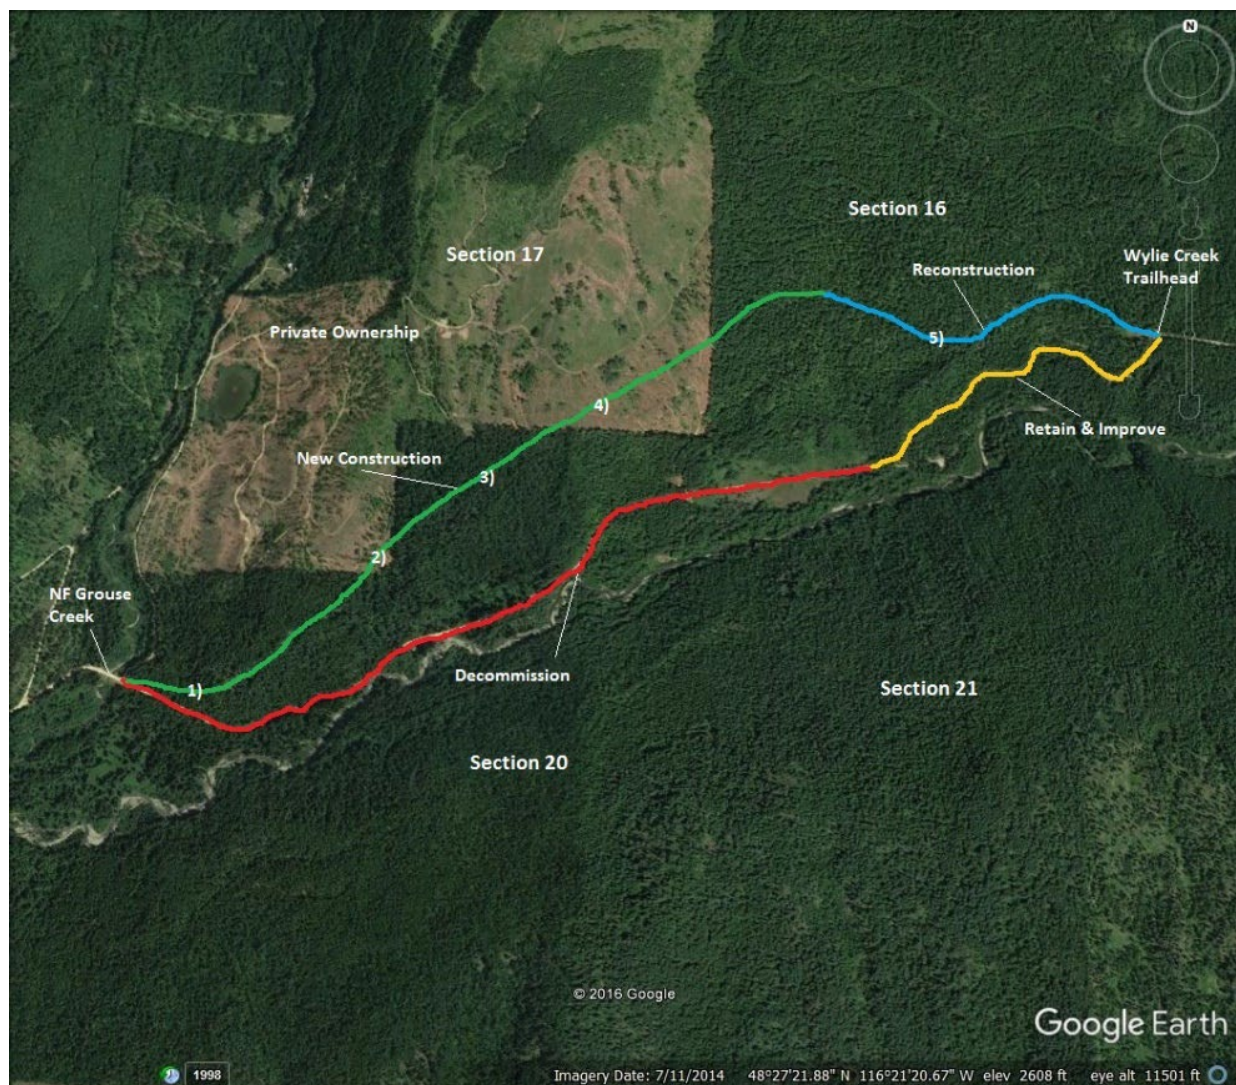 N
Section 16
Wylie Creek
Trailhead
Section 17
Reconstruction
Private Ownership
5)
4)
Retain & Improve
New Construction
3)
2)
NF Grouse
Creek
Decommission
1)
Section 21
Section 20
© 2016 Google
Google Earth
1998
Imagery Date: 7/11/2014 48°27'21.88" N 116°21'20.67" W elev 2608 ft eye alt 11501 ft